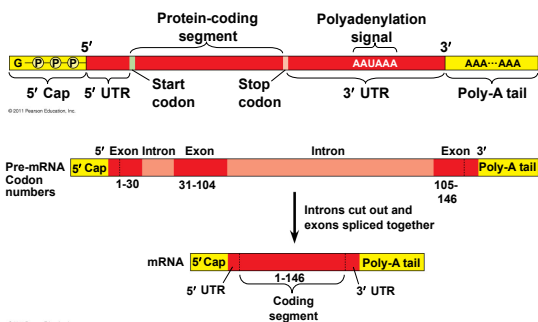 Protein-coding
segment
Polyadenylation
signal
5′
3′
G P P P
AAUAAA
AAA…AAA
5′ Cap
5′ UTR
Start
codon
Stop
codon
3′ UTR
Poly-A tail
© 2011 Pearson Education, Inc.
5′ Exon Intron Exon Intron Exon 3′
Pre-mRNA
Codon
numbers
5′ Cap
Poly-A tail
1-30
31-104
105-
146
Introns cut out and
exons spliced together
mRNA
5′ Cap
Poly-A tail
1-146
5′ UTR
3′ UTR
Coding
segment